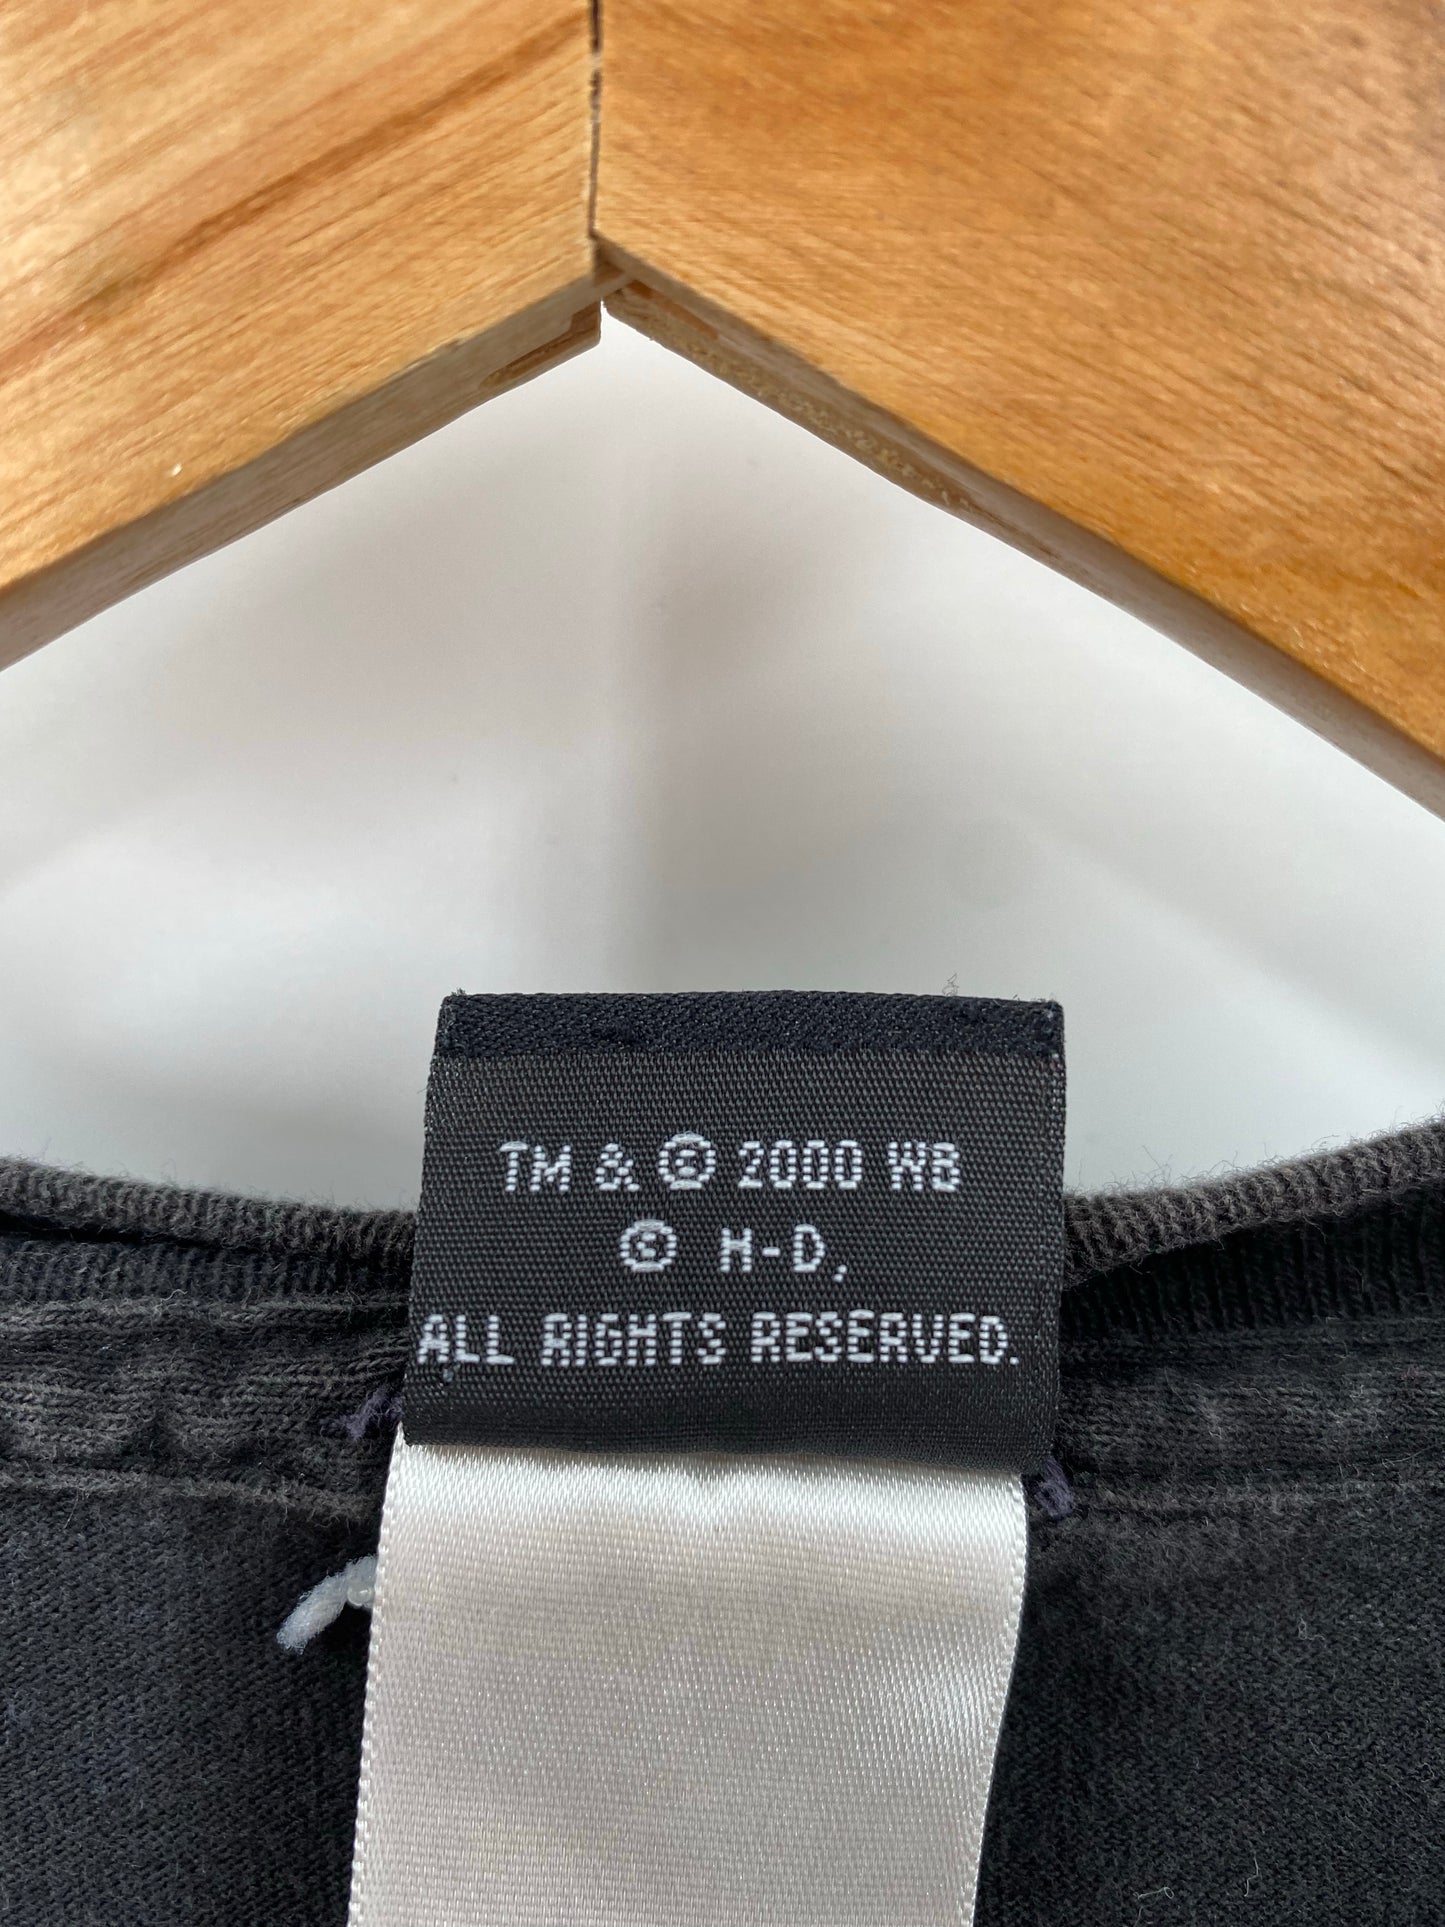 TM & © 2000 WB
© H-D,
ALL RIGHTS RESERVED.